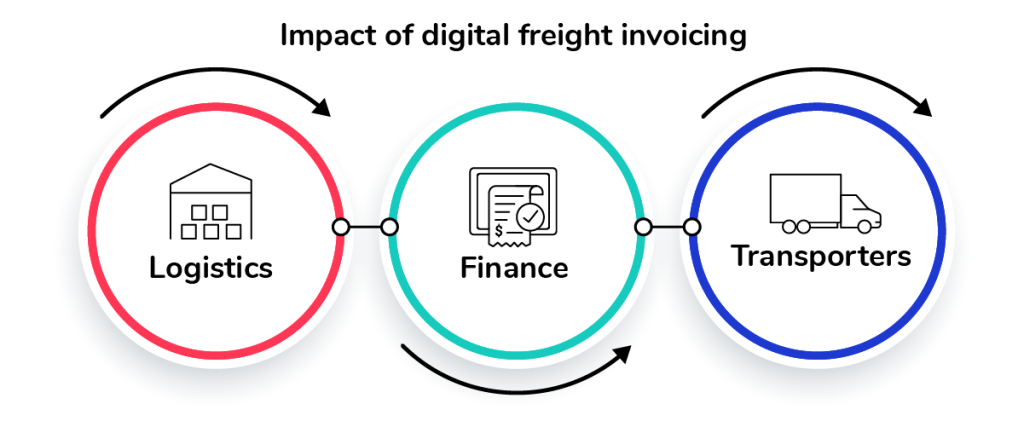 Impact of digital freight invoicing
Logistics
$
Finance
Transporters